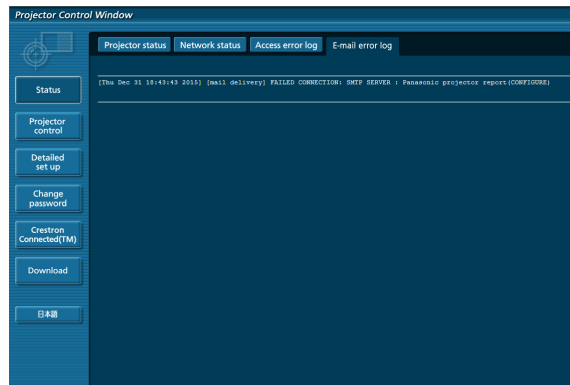 Projector Control Window
Projector status Network status Access error log E-mail error log
[Thu Dec 31 18:43:43 2015] [mail delivery] FAILED CONNECTION: SMTP SERVER : Panasonic projector report(CONFIGURE)
Status
Projector
control
Detailed
set up
Change
password
Crestron
Connected(TM)
Download
日本語